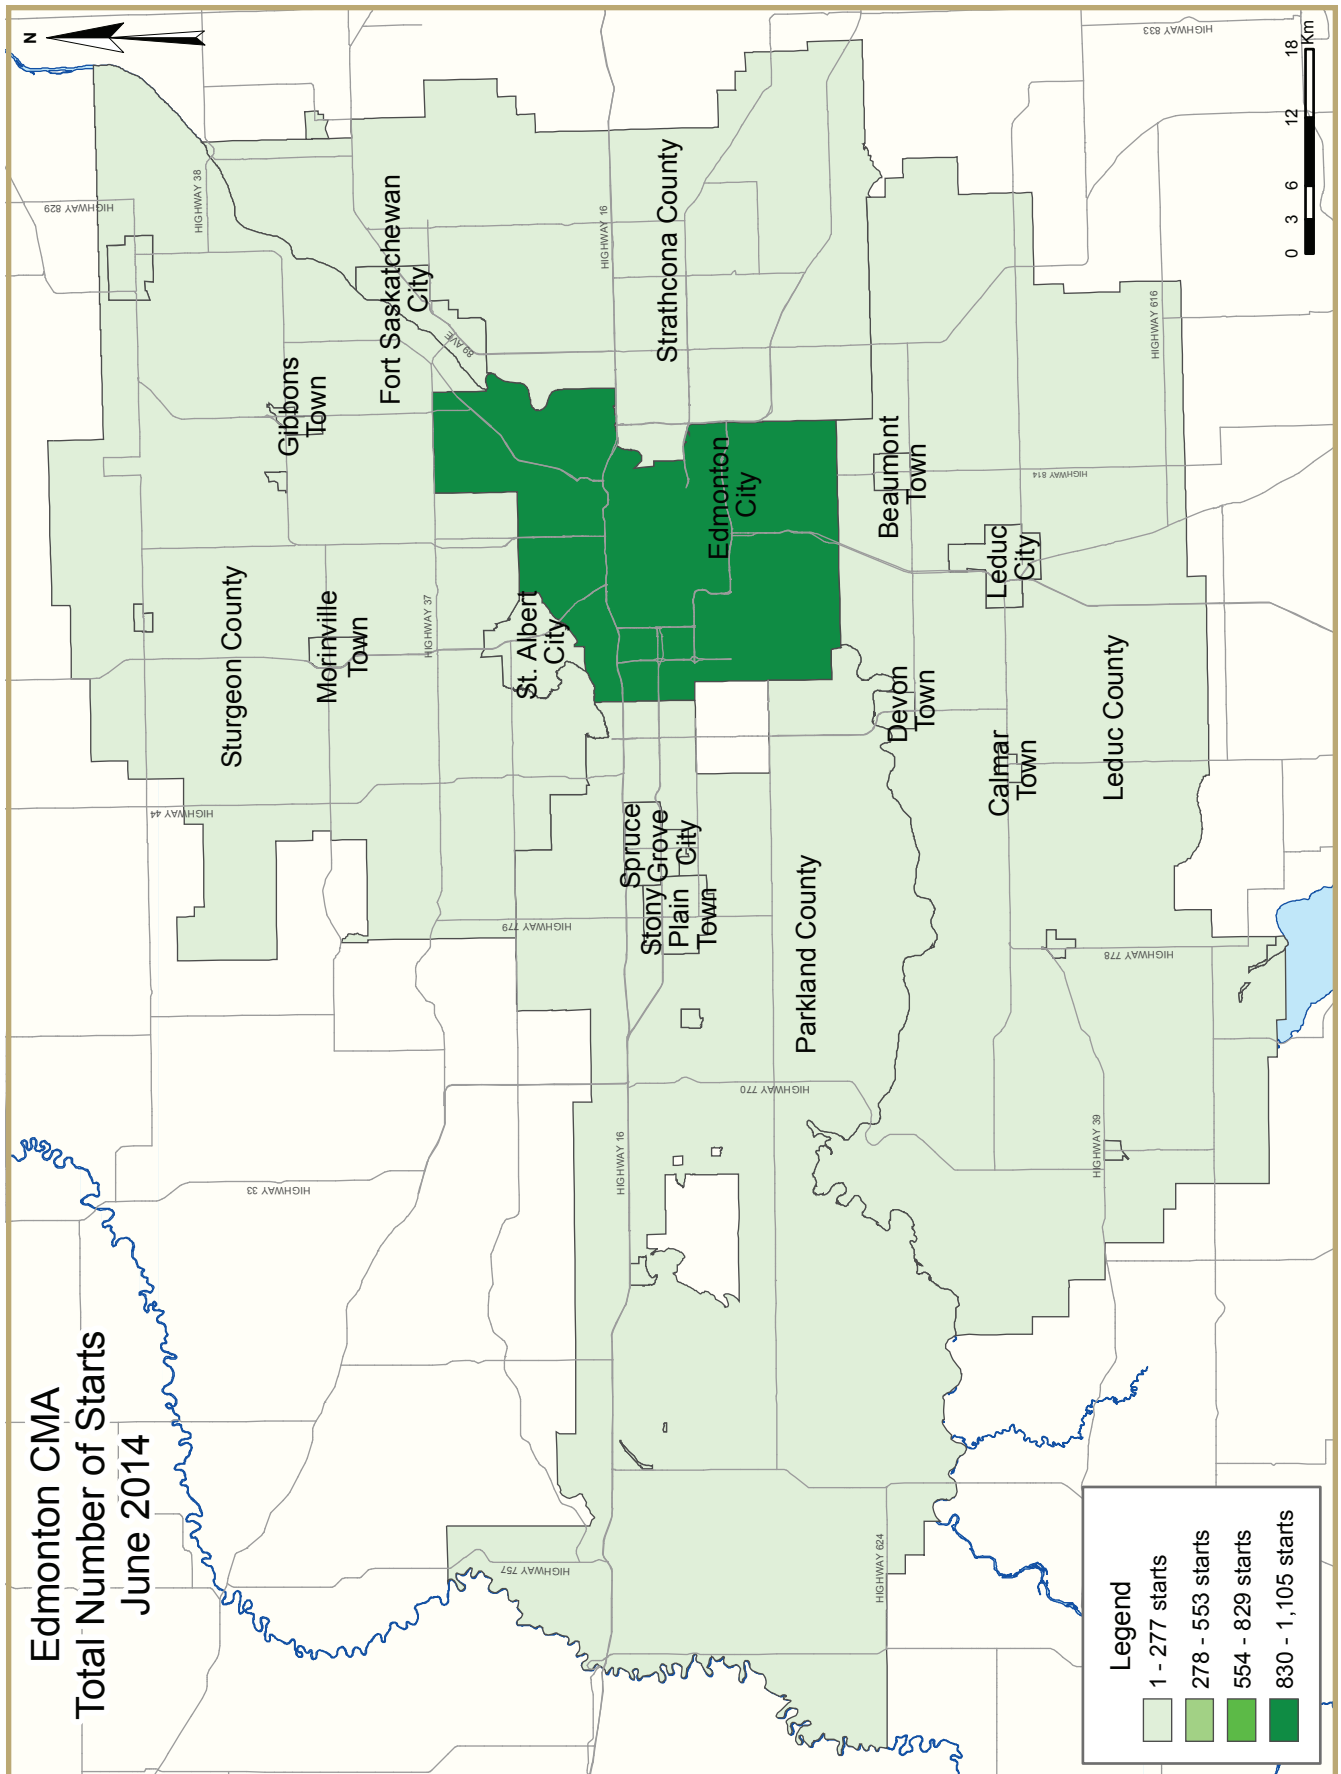 Edmonton CMA
Total Number of Starts
June 2014
N
HIGHWAY 829
HIGHWAY 38
HIGHWAY 833
Gibbons
Town
Fort Saskatchewan
City
89 AVE
HIGHWAY 16
Strathcona County
Sturgeon County
Morinville
Town
HIGHWAY 37
HIGHWAY 44
St. Albert
City
Edmonton
City
Beaumont
Town
HIGHWAY 814
HIGHWAY 616
Leduc
City
Devon
Town
Calmar
Town
Leduc County
Spruce
Grove
City
Stony
Plain
Town
HIGHWAY 779
Parkland County
HIGHWAY 778
HIGHWAY 770
HIGHWAY 33
HIGHWAY 16
HIGHWAY 39
HIGHWAY 757
HIGHWAY 624
0 3 6 12 18
Km
Legend
1 - 277 starts
278 - 553 starts
554 - 829 starts
830 - 1,105 starts